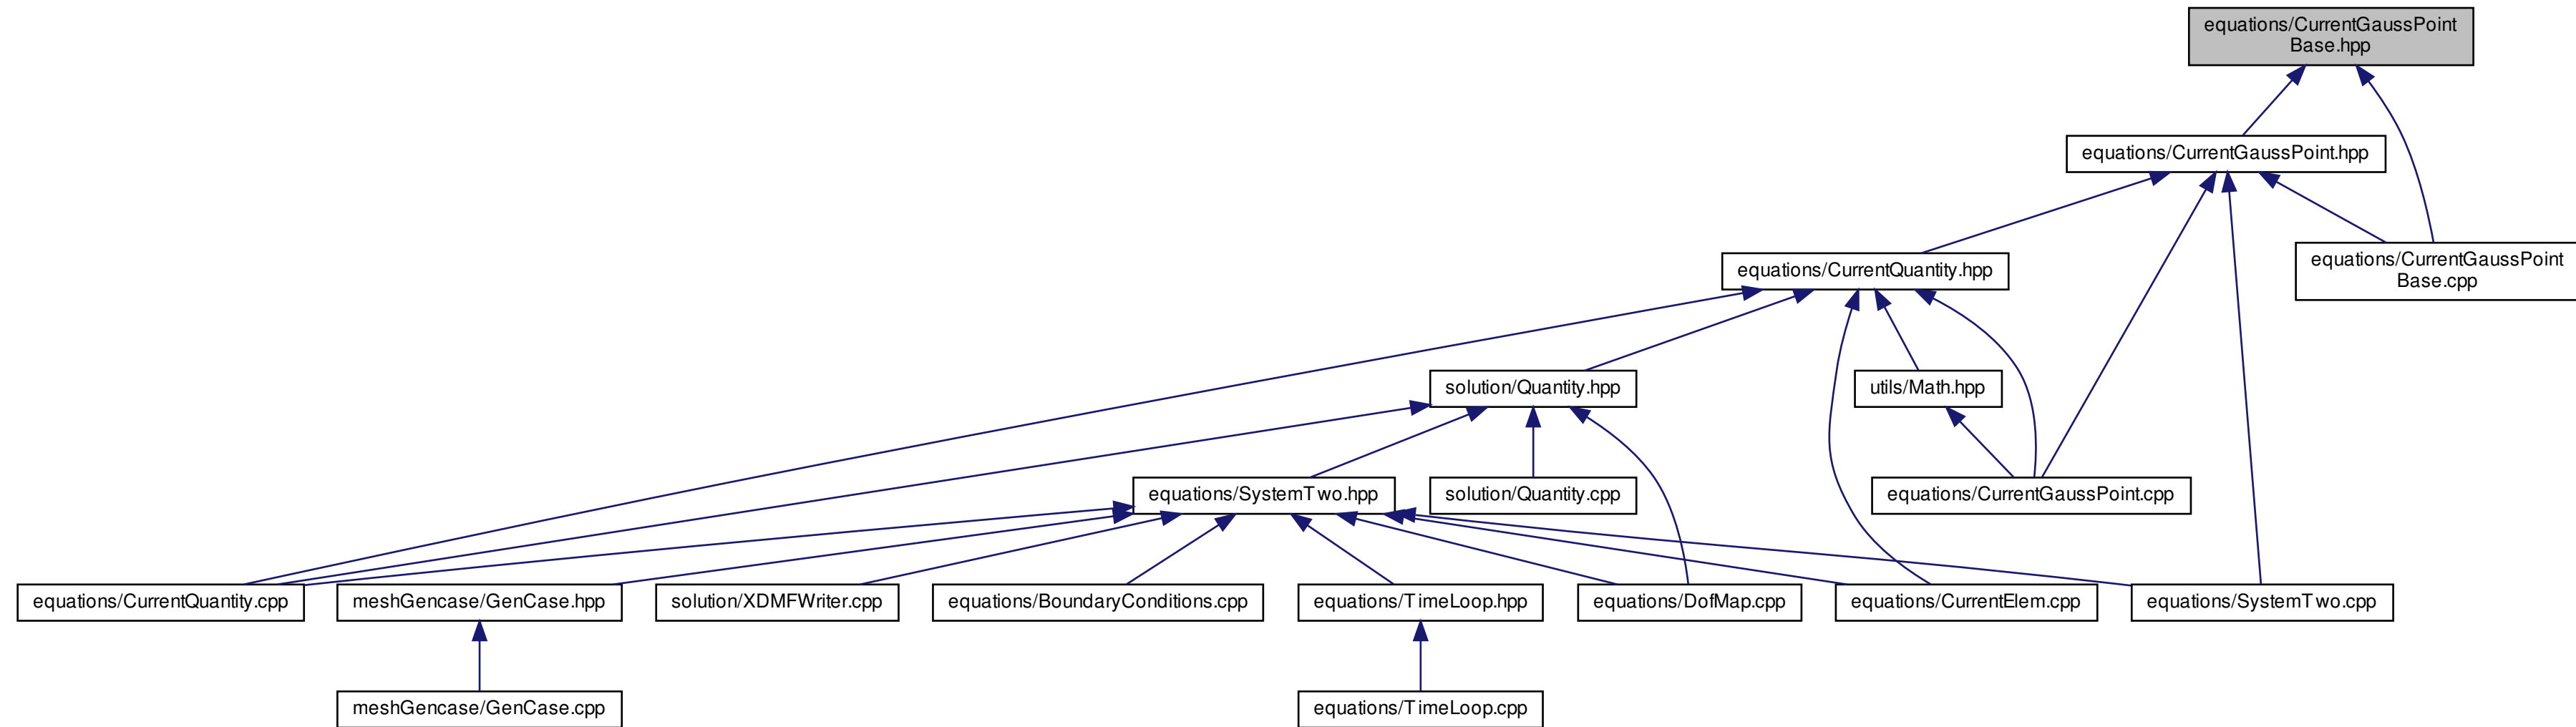 equations/CurrentGaussPoint
Base.hpp
equations/CurrentGaussPoint.hpp
equations/CurrentQuantity.hpp
equations/CurrentGaussPoint
Base.cpp
solution/Quantity.hpp
utils/Math.hpp
equations/SystemTwo.hpp
solution/Quantity.cpp
equations/CurrentGaussPoint.cpp
equations/CurrentQuantity.cpp
meshGencase/GenCase.hpp
solution/XDMFWriter.cpp
equations/BoundaryConditions.cpp
equations/TimeLoop.hpp
equations/DofMap.cpp
equations/CurrentElem.cpp
equations/SystemTwo.cpp
meshGencase/GenCase.cpp
equations/TimeLoop.cpp